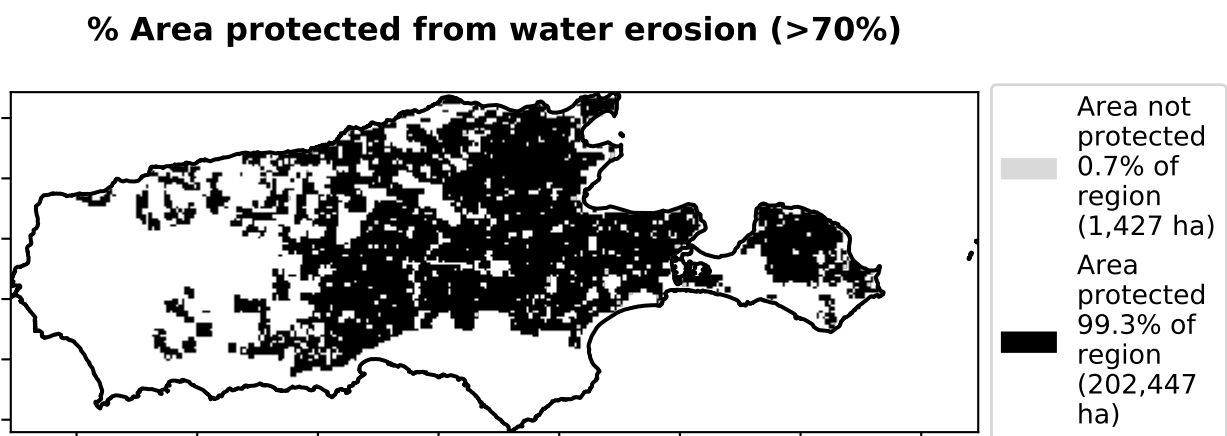 % Area protected from water erosion (>70%)
Area not
protected
0.7% of
region
(1,427 ha)
Area
protected
99.3% of
region
(202,447
ha)